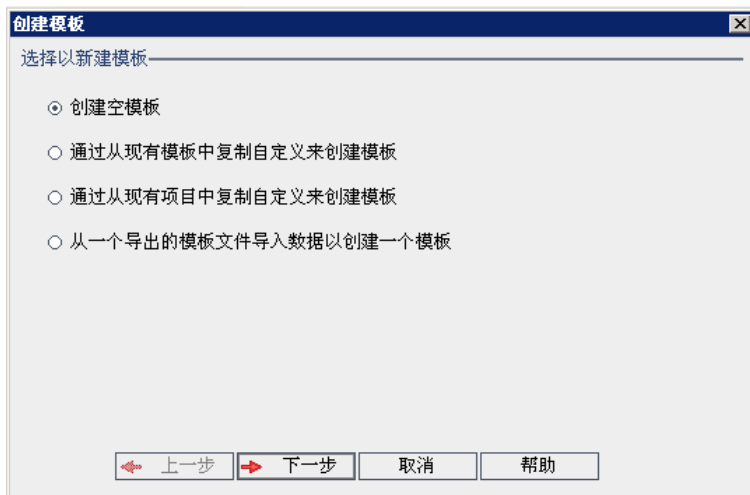 创建模板
选择以新建模板
创建空模板
通过从现有模板中复制自定义来创建模板
通过从现有项目中复制自定义来创建模板
从一个导出的模板文件导入数据以创建一个模板
上一步 下一步 取消 帮助